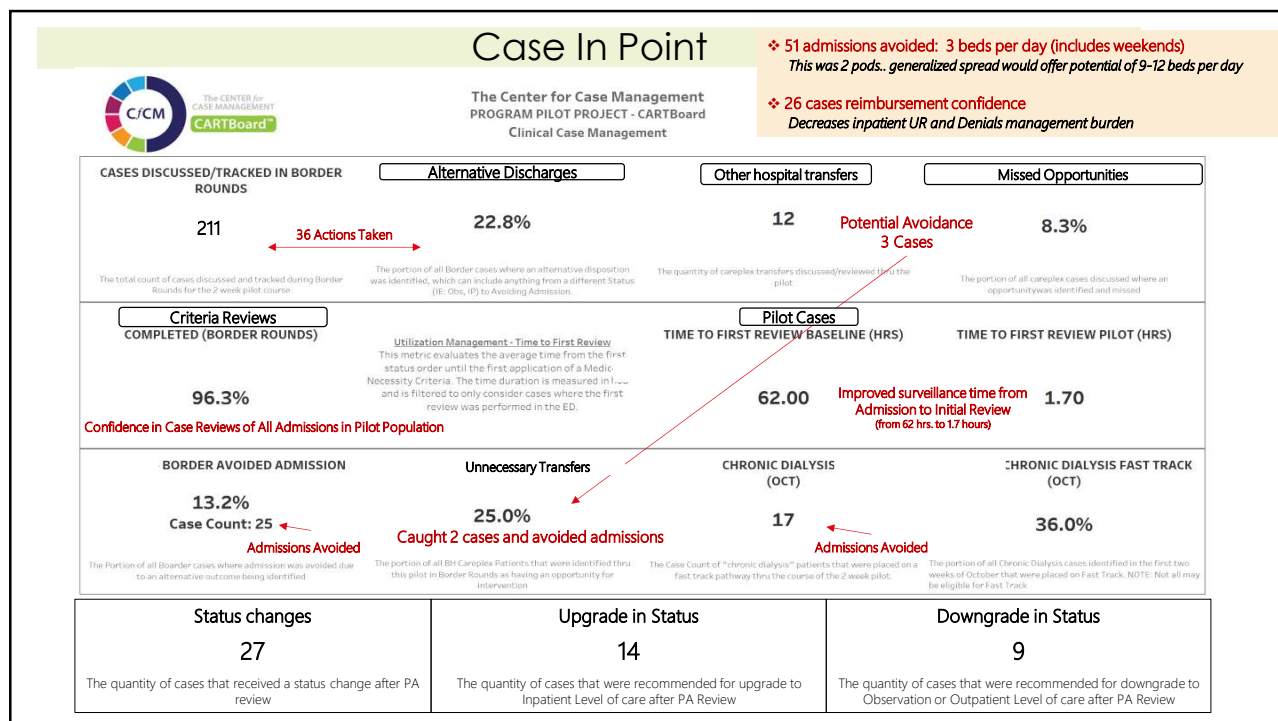 Case In Point
❖ 51 admissions avoided: 3 beds per day (includes weekends)
This was 2 pods.. generalized spread would offer potential of 9-12 beds per day
❖ 26 cases reimbursement confidence
Decreases inpatient UR and Denials management burden
CfCM
The CENTER for
CASE MANAGEMENT
CARTBoard™
The Center for Case Management
PROGRAM PILOT PROJECT - CARTBoard
Clinical Case Management
CASES DISCUSSED/TRACKED IN BORDER
ROUNDS
211
36 Actions Taken
The total count of cases discussed and tracked during Border
Rounds for the 2 week pilot course
Alternative Discharges
22.8%
The portion of all Border cases where an alternative disposition
was identified, which can include anything from a different Status
(IE: Obs, IP) to Avoiding Admission.
Other hospital transfers
12
Potential Avoidance
3 Cases
The quantity of careplex transfers discussed/reviewed thru the
pilot
Missed Opportunities
8.3%
The portion of all careplex cases discussed where an
opportunitywas identified and missed
Criteria Reviews
COMPLETED (BORDER ROUNDS)
96.3%
Confidence in Case Reviews of All Admissions in Pilot Population
Utilization Management - Time to First Review
This metric evaluates the average time from the first
status order until the first application of a Medic
Necessity Criteria. The time duration is measured in
and is filtered to only consider cases where the first
review was performed in the ED.
Pilot Cases
TIME TO FIRST REVIEW BASELINE (HRS)
62.00
Improved surveillance time from
Admission to Initial Review
(from 62 hrs. to 1.7 hours)
TIME TO FIRST REVIEW PILOT (HRS)
1.70
BORDER AVOIDED ADMISSION
13.2%
Case Count: 25
Admissions Avoided
The Portion of all Boarder cases where admission was avoided due
to an alternative outcome being identified
Unnecessary Transfers
25.0%
Caught 2 cases and avoided admissions
The portion of all BH Careplex Patients that were identified thru
this pilot in Border Rounds as having an opportunity for
intervention
CHRONIC DIALYSIS
(OCT)
17
Admissions Avoided
The Case Count of "chronic dialysis" patients that were placed on a
fast track pathway thru the course of the 2 week pilot.
CHRONIC DIALYSIS FAST TRACK
(OCT)
36.0%
The portion of all Chronic Dialysis cases identified in the first two
weeks of October that were placed on Fast Track. NOTE: Not all may
be eligible for Fast Track
Status changes
27
The quantity of cases that received a status change after PA
review
Upgrade in Status
14
The quantity of cases that were recommended for upgrade to
Inpatient Level of care after PA Review
Downgrade in Status
9
The quantity of cases that were recommended for downgrade to
Observation or Outpatient Level of care after PA Review